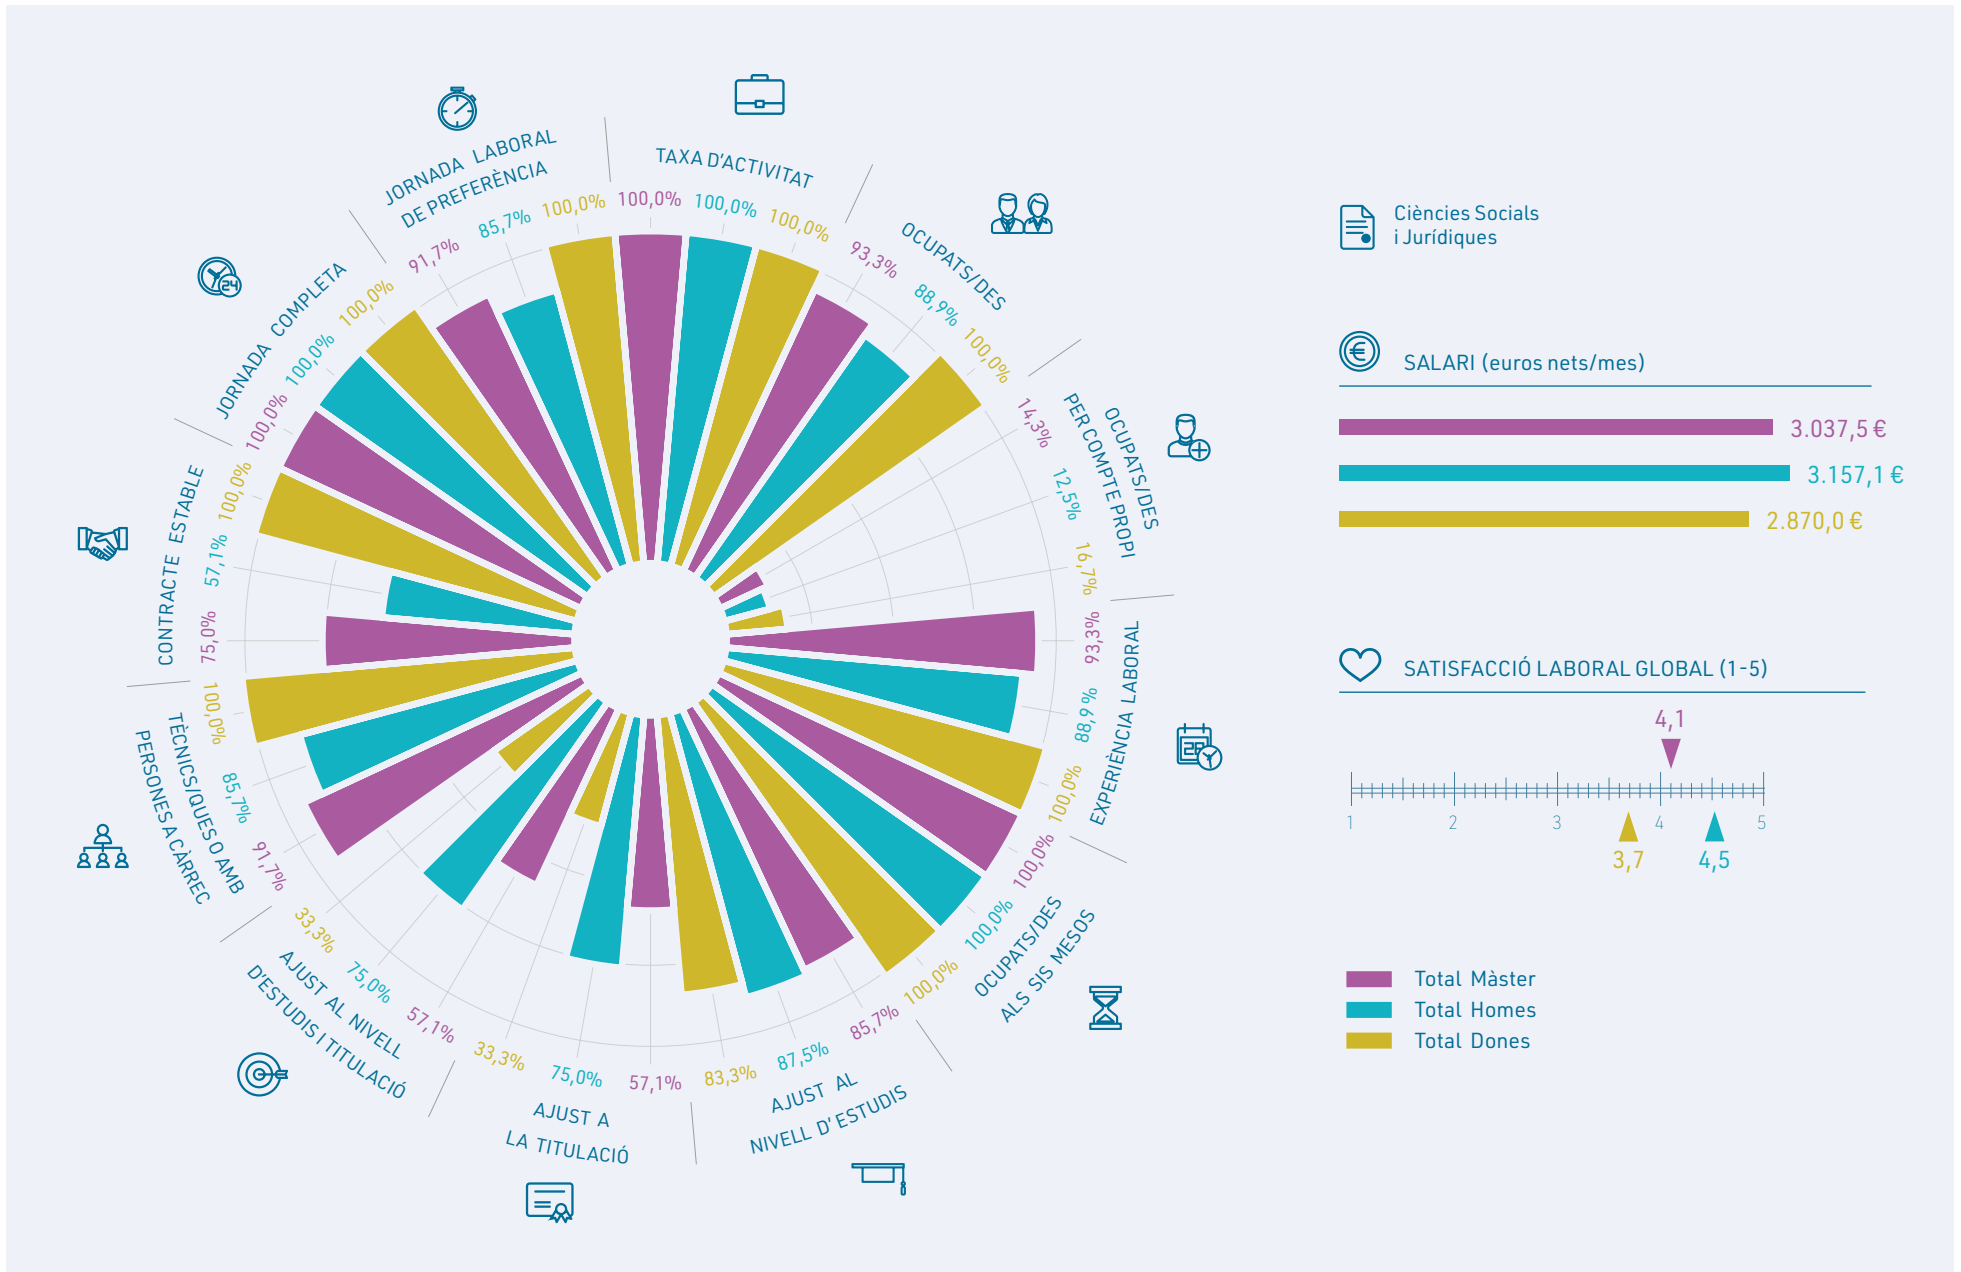 TAXA D'ACTIVITAT
100,0%
100,0%
100,0%
OCUPATS/DES
93,3%
88,9%
100,0%
OCUPATS/DES
PER COMPTE PROPI
14,3%
12,5%
16,7%
EXPERIÈNCIA LABORAL
93,3%
88,9 %
100,0%
OCUPATS/DES
ALS SIS MESOS
100,0%
100,0%
100,0%
AJUST AL
NIVELL D' ESTUDIS
85,7%
87,5%
83,3%
AJUST A
LA TITULACIÓ
57,1%
75,0%
33,3%
AJUST AL NIVELL
D'ESTUDIS I TITULACIÓ
57,1%
75,0%
33,3%
TÈCNICS/QUES O AMB
PERSONES A CÀRREC
91,7%
85,7%
100,0%
CONTRACTE ESTABLE
75,0%
57,1%
100,0%
JORNADA COMPLETA
100,0%
100,0%
100,0%
24
JORNADA LABORAL
DE PREFERÈNCIA
91,7%
85,7%
100,0%
Ciències Socials
i Jurídiques
€ SALARI (euros nets/mes)
3.037,5 €
3.157,1 €
2.870,0 €
SATISFACCIÓ LABORAL GLOBAL (1-5)
4,1
1 2 3 4 5
3,7 4,5
Total Màster
Total Homes
Total Dones